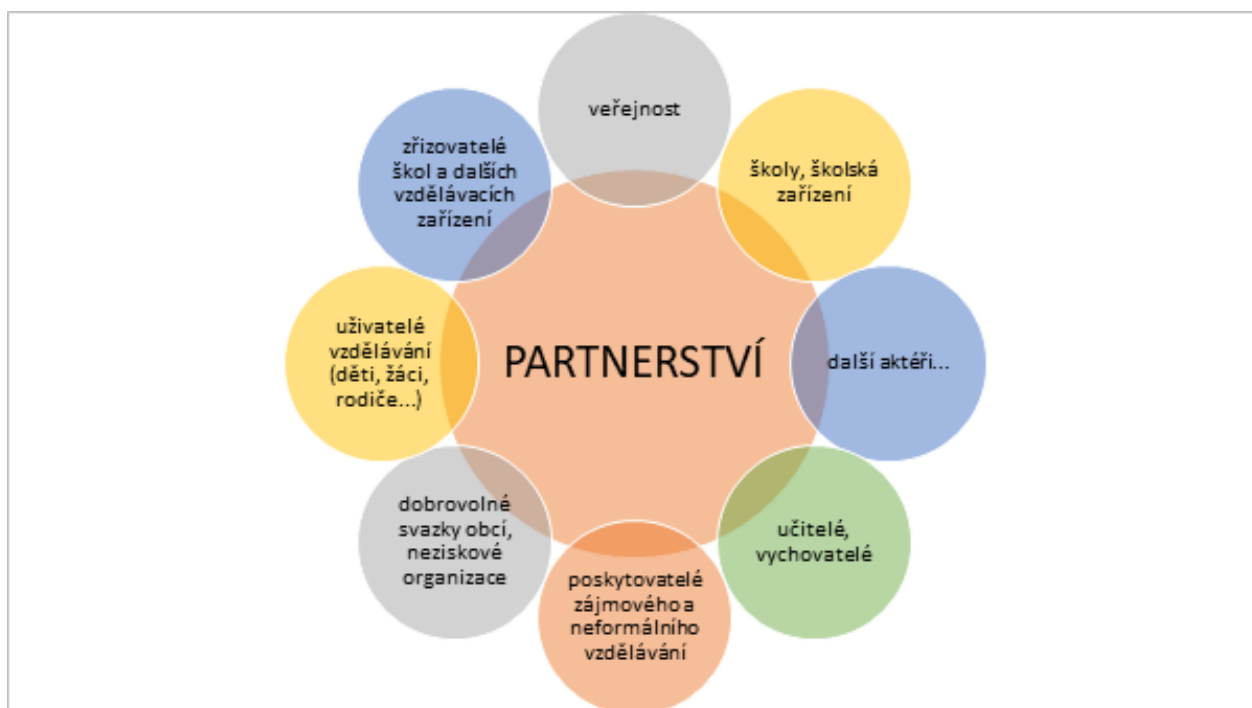 veřejnost
školy, školská
zařízení
další aktéři...
učitelé,
vychovatelé
poskytovatelé
zájmového a
neformálního
vzdělávání
dobrovolné
svazky obcí,
neziskové
organizace
uživatelé
vzdělávání
(děti, žáci,
rodiče...)
zřizovatelé
škol a dalších
vzdělávacích
zařízení
PARTNERSTVÍ